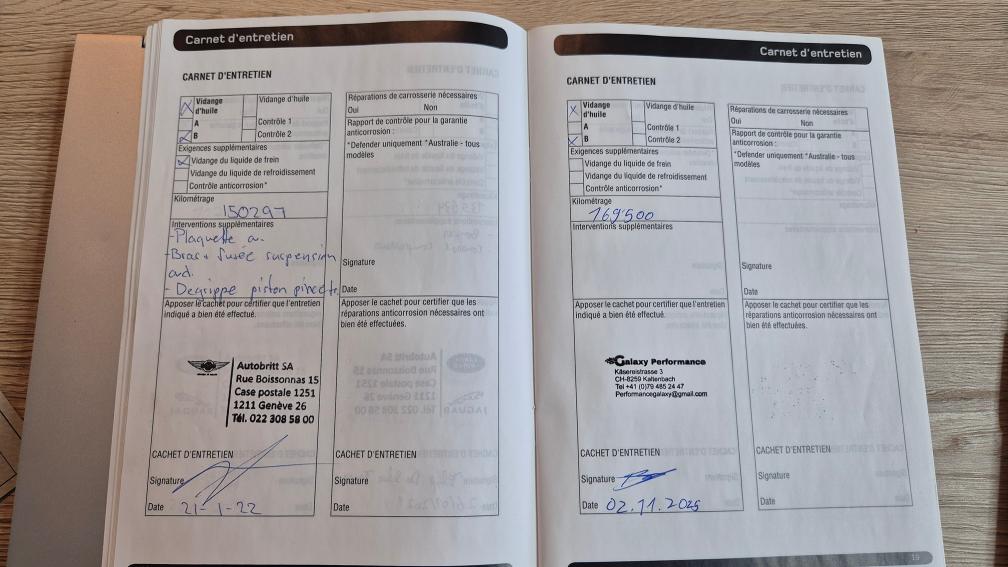 Carnet d'entretien
CARNET D'ENTRETIEN
Vidange d'huile
Vidange d'huile
A
Contrôle 1
B
Contrôle 2
Exigences supplémentaires
Vidange du liquide de frein
Vidange du liquide de refroidissement
Contrôle anticorrosion*
Kilométrage
150297
Interventions supplémentaires
- Plaquette av.
- Bras + fusée suspension
avd.
- Degrippe piston pincette
Apposer le cachet pour certifier que l'entretien
indiqué a bien été effectué.
Autobritt SA
Rue Boissonnas 15
Case postale 1251
1211 Genève 26
Tél. 022 308 58 00
CACHET D'ENTRETIEN
Signature
Date 21-1-22
Réparations de carrosserie nécessaires
Oui Non
Rapport de contrôle pour la garantie
anticorrosion :
*Defender uniquement *Australie - tous
modèles
Signature
Date
Apposer le cachet pour certifier que les
réparations anticorrosion nécessaires ont
bien été effectuées.
CACHET D'ENTRETIEN
Signature
Date
Carnet d'entretien
CARNET D'ENTRETIEN
Vidange
d'huile
Vidange d'huile
A
Contrôle 1
B
Contrôle 2
Exigences supplémentaires
Vidange du liquide de frein
Vidange du liquide de refroidissement
Contrôle anticorrosion*
Kilométrage
169'500
Interventions supplémentaires
Apposer le cachet pour certifier que l'entretien
indiqué a bien été effectué.
Galaxy Performance
Käsereistrasse 3
CH-8259 Kaltenbach
Tel +41 (0)79 485 24 47
Performancegalaxy@gmail.com
CACHET D'ENTRETIEN
Signature
Date 02.11.2025
Réparations de carrosserie nécessaires
Oui Non
Rapport de contrôle pour la garantie
anticorrosion :
*Defender uniquement *Australie - tous
modèles
Signature
Date
Apposer le cachet pour certifier que les
réparations anticorrosion nécessaires ont
bien été effectuées.
CACHET D'ENTRETIEN
Signature
Date
19